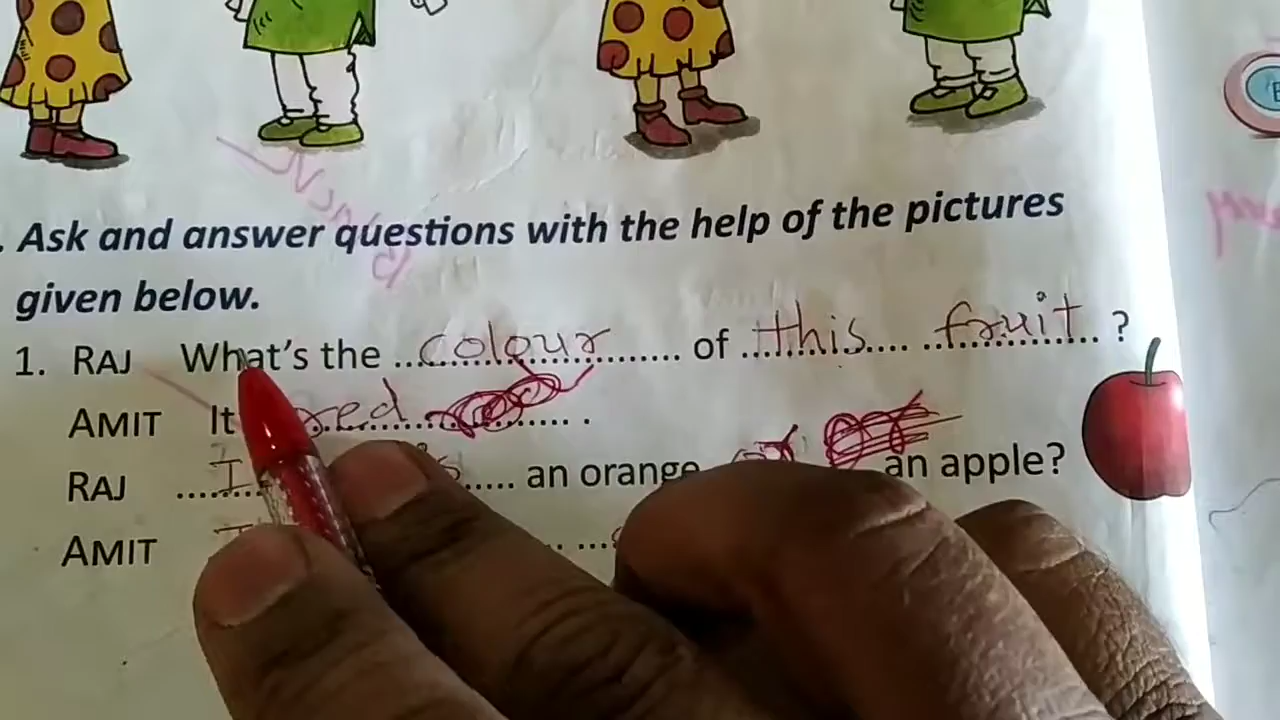 . Ask and answer questions with the help of the pictures
given below.
1. RAJ What's the colour of this fruit ?
AMIT It red .
RAJ an orange an apple?
AMIT